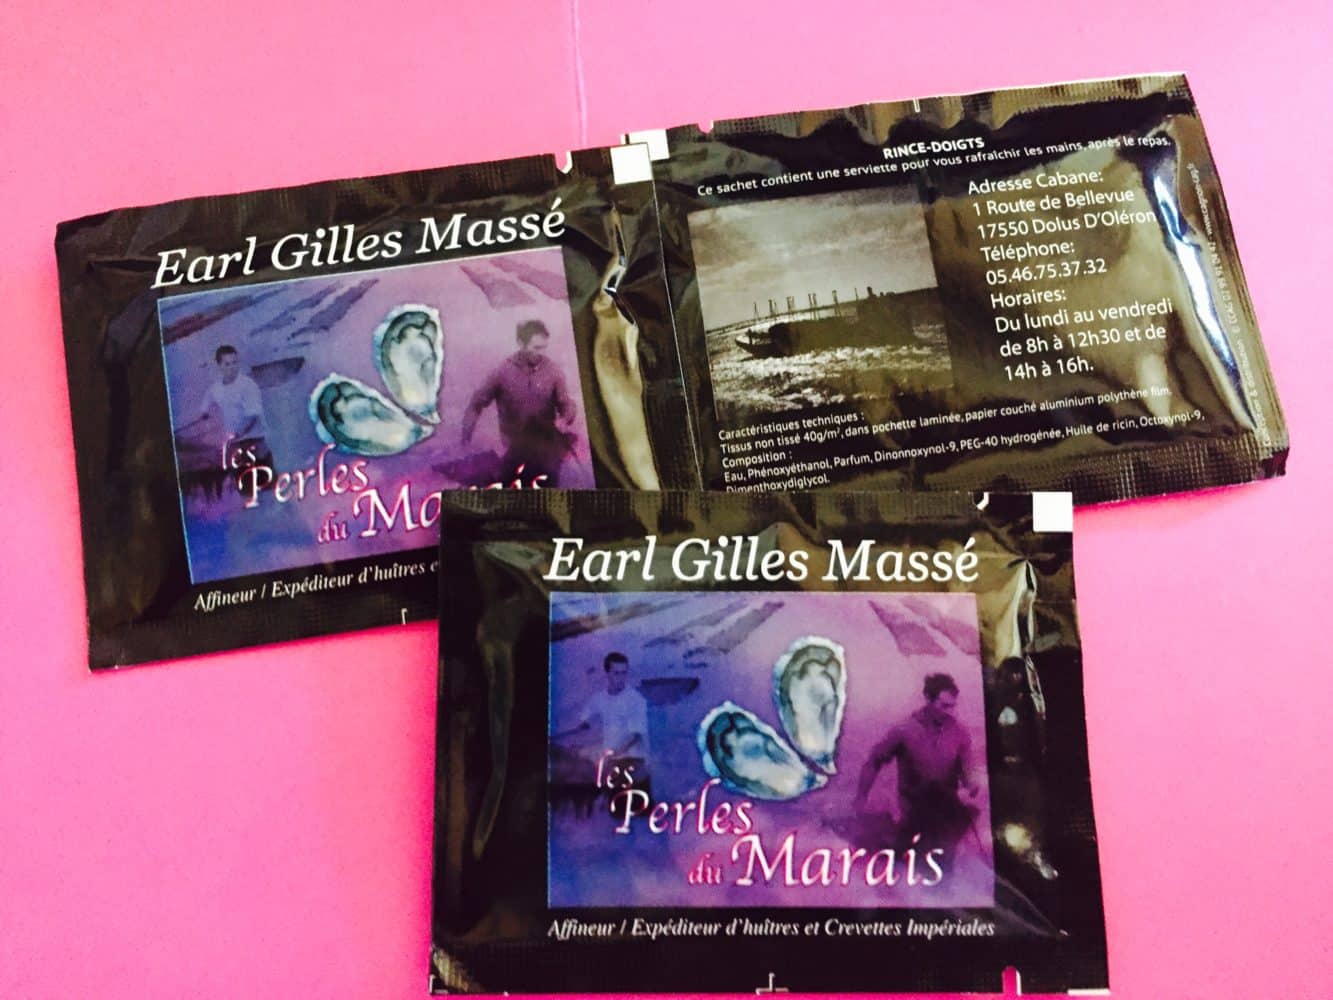 Earl Gilles Massé
les
Perles
du
Affineur / Expéditeur d'huîtres
RINCE-DOIGTS
Ce sachet contient une serviette pour vous rafraîchir les mains, après le repas.
Adresse Cabane:
1 Route de Bellevue
17550 Dolus D'Oléron
Téléphone:
05.46.75.37.32
Horaires:
Du lundi au vendredi
de 8h à 12h30 et de
14h à 16h.
Caractéristiques techniques :
Tissus non tissé 40g/m², dans pochette laminée, papier couché aluminium polythène film.
Composition :
Eau, Phénoxyéthanol, Parfum, Dinonnoxynol-9, PEG-40 hydrogénée, Huile de ricin, Octoxynol-9,
Dimenthoxydiglycol.
Earl Gilles Massé
les
Perles
du Marais
Affineur / Expéditeur d'huîtres et Crevettes Impériales